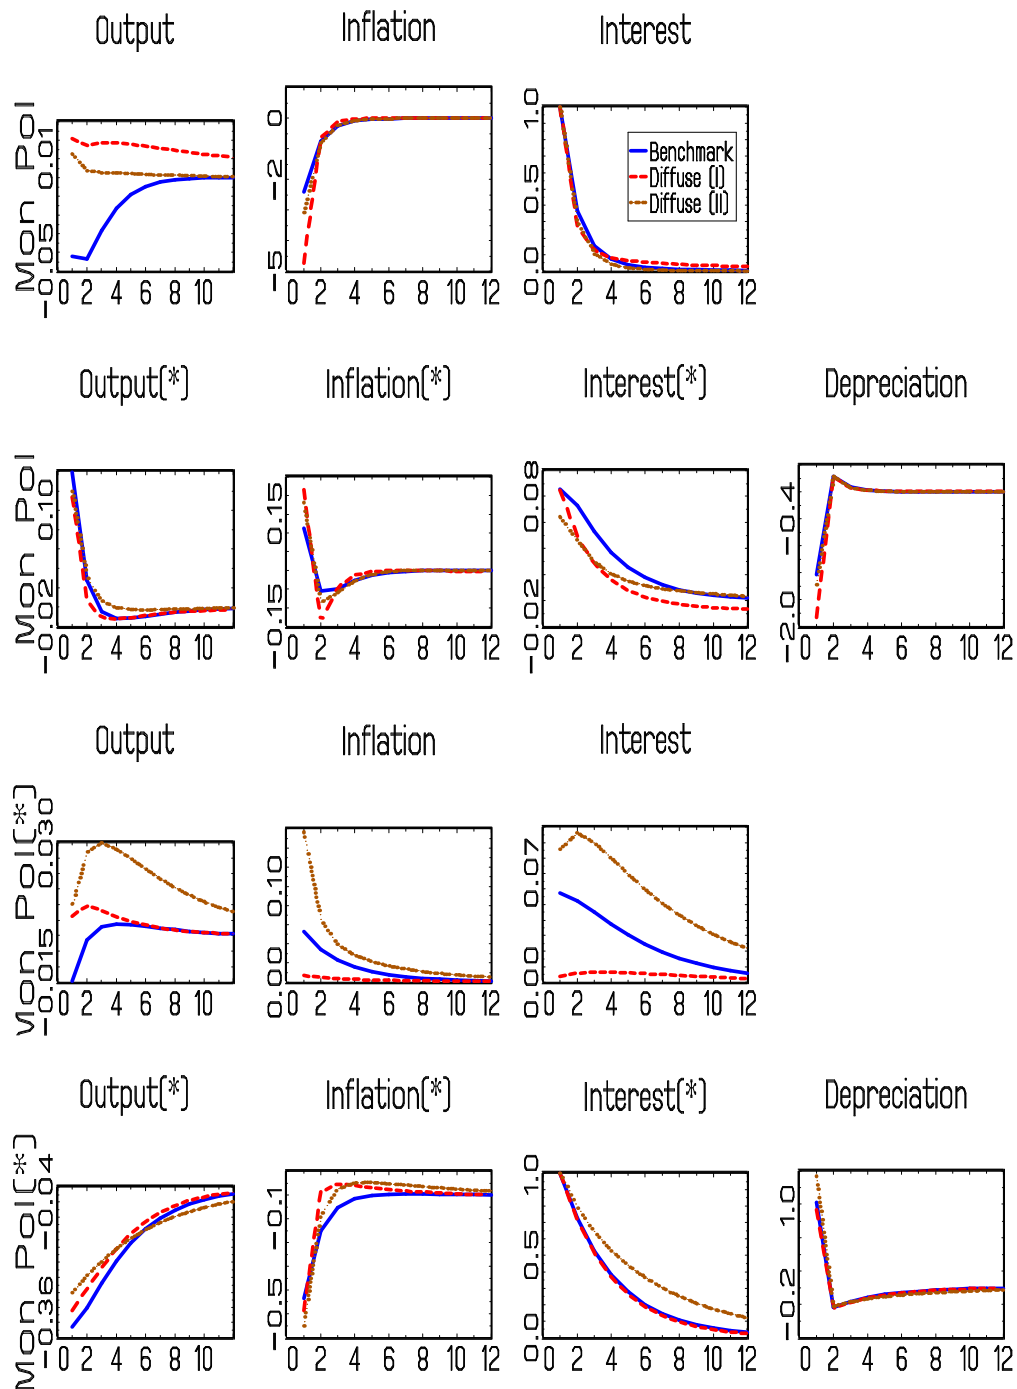 Output Inflation Interest
Mon Pol
−0.05 0.01
0 2 4 6 8 10
−5 −2 0
0 2 4 6 8 10 12
0.0 0.5 1.0
0 2 4 6 8 10 12
Benchmark
Diffuse (I)
Diffuse (II)
Output(*) Inflation(*) Interest(*) Depreciation
Mon Pol
−0.02 0.10
0 2 4 6 8 10
−0.15 0.15
0 2 4 6 8 10 12
−0.02 0.08
0 2 4 6 8 10 12
−2.0 −0.4
0 2 4 6 8 10 12
Output Inflation Interest
Mon Pol(*)
−0.015 0.030
0 2 4 6 8 10
0.00 0.10
0 2 4 6 8 10 12
0.00 0.07
0 2 4 6 8 10 12
Output(*) Inflation(*) Interest(*) Depreciation
Mon Pol(*)
−0.36 −0.04
0 2 4 6 8 10
−0.5 −0.1
0 2 4 6 8 10 12
0.0 0.5 1.0
0 2 4 6 8 10 12
−0.2 1.0
0 2 4 6 8 10 12